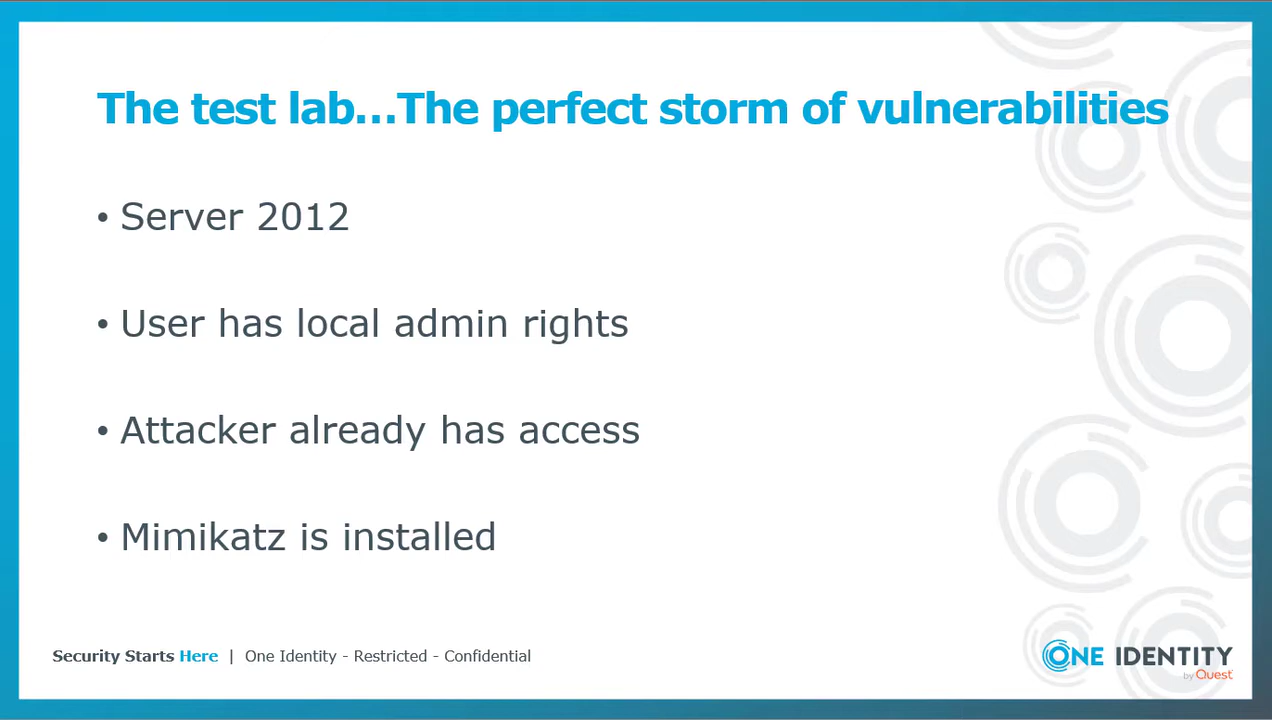 The test lab...The perfect storm of vulnerabilities
• Server 2012
• User has local admin rights
• Attacker already has access
• Mimikatz is installed
Security Starts Here | One Identity - Restricted - Confidential
ONE IDENTITY
by Quest